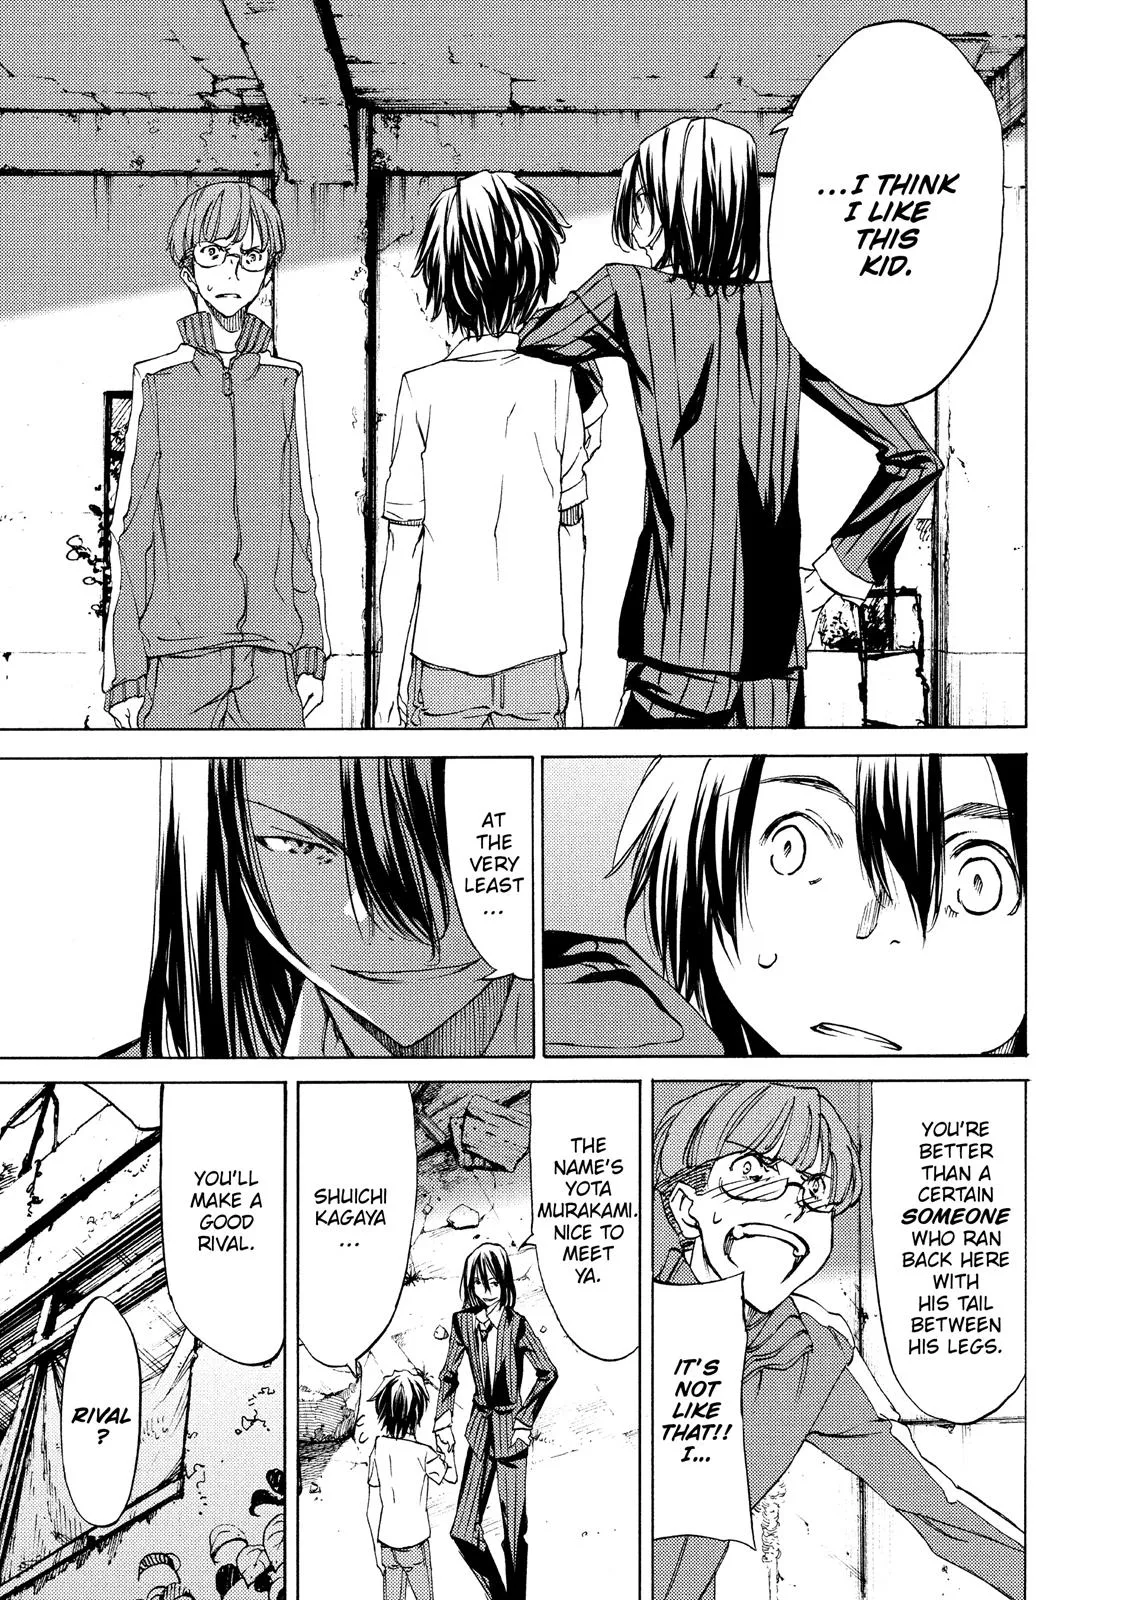 ...I THINK
I LIKE
THIS
KID.
AT
THE
VERY
LEAST
...
YOU'RE
BETTER
THAN A
CERTAIN
SOMEONE
WHO RAN
BACK HERE
WITH
HIS TAIL
BETWEEN
HIS LEGS.
IT'S
NOT
LIKE
THAT!!
I...
THE
NAME'S
YOTA
MURAKAMI.
NICE TO
MEET
YA.
SHUICHI
KAGAYA
...
YOU'LL
MAKE A
GOOD
RIVAL.
RIVAL
?